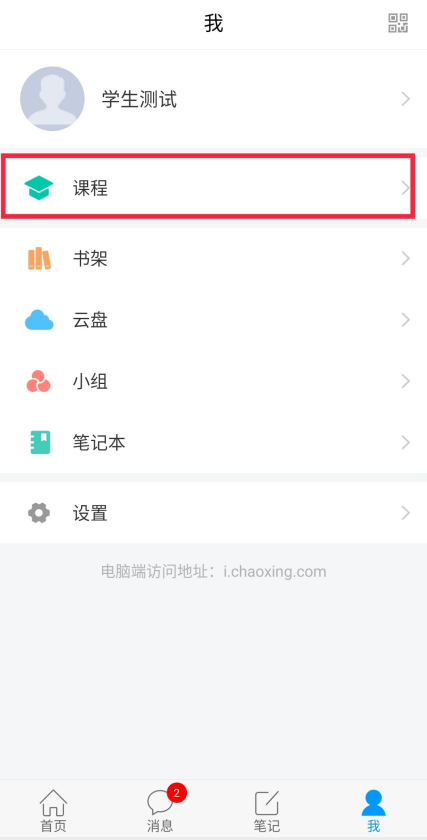 我
学生测试
课程
书架
云盘
小组
笔记本
设置
电脑端访问地址：i.chaoxing.com
2
首页
消息
笔记
我